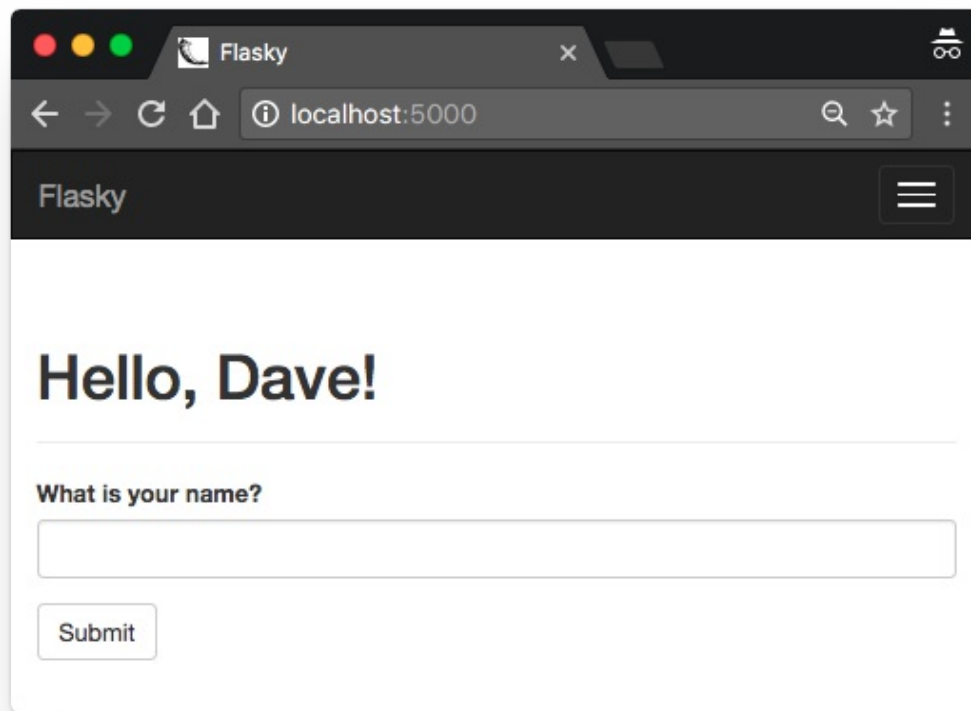 Flasky
localhost:5000
Flasky
Hello, Dave!
What is your name?
Submit